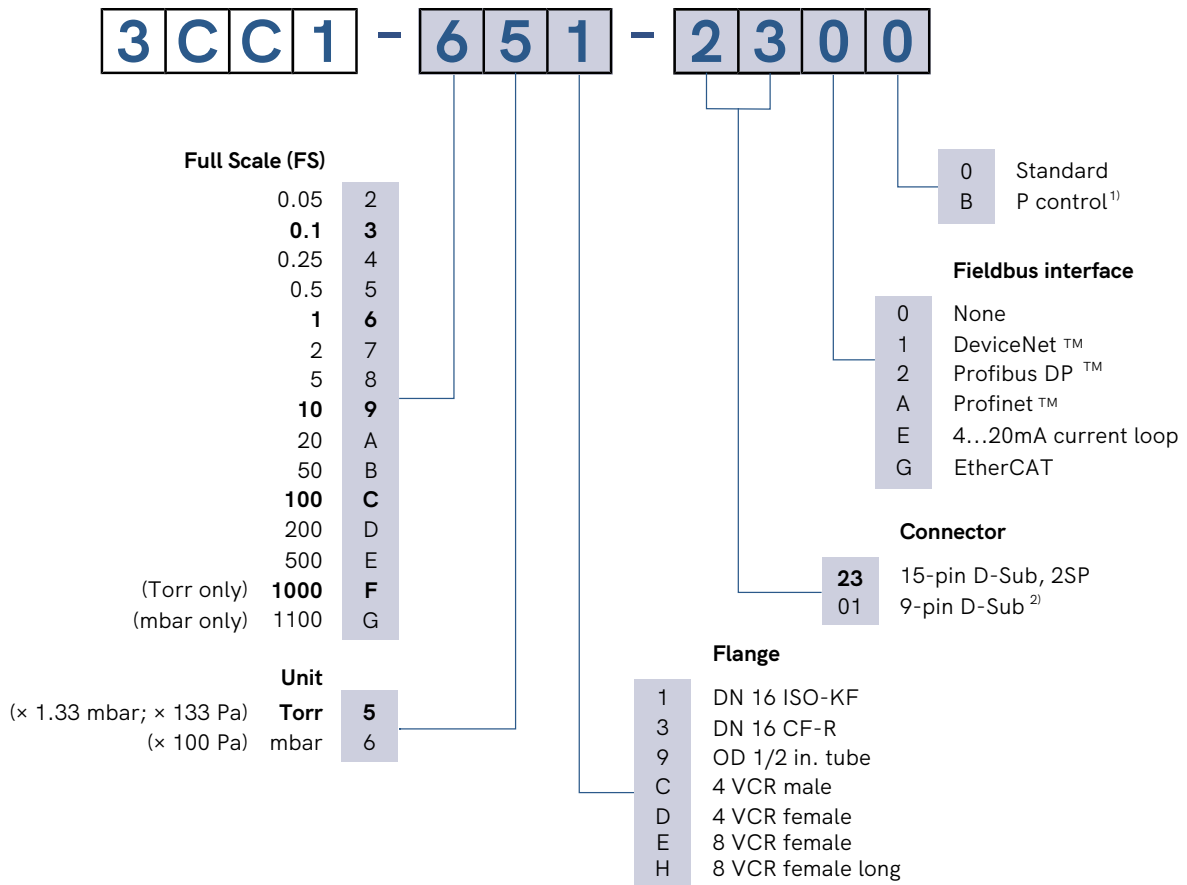 3CC1 - 651 - 2300
Full Scale (FS)
0.05 2
0.1 3
0.25 4
0.5 5
1 6
2 7
5 8
10 9
20 A
50 B
100 C
200 D
500 E
(Torr only) 1000 F
(mbar only) 1100 G
Unit
(× 1.33 mbar; × 133 Pa) Torr 5
(× 100 Pa) mbar 6
0 Standard
B P control 1)
Fieldbus interface
0 None
1 DeviceNet ™
2 Profibus DP ™
A Profinet ™
E 4...20mA current loop
G EtherCAT
Connector
23 15-pin D-Sub, 2SP
01 9-pin D-Sub 2)
Flange
1 DN 16 ISO-KF
3 DN 16 CF-R
9 OD 1/2 in. tube
C 4 VCR male
D 4 VCR female
E 8 VCR female
H 8 VCR female long